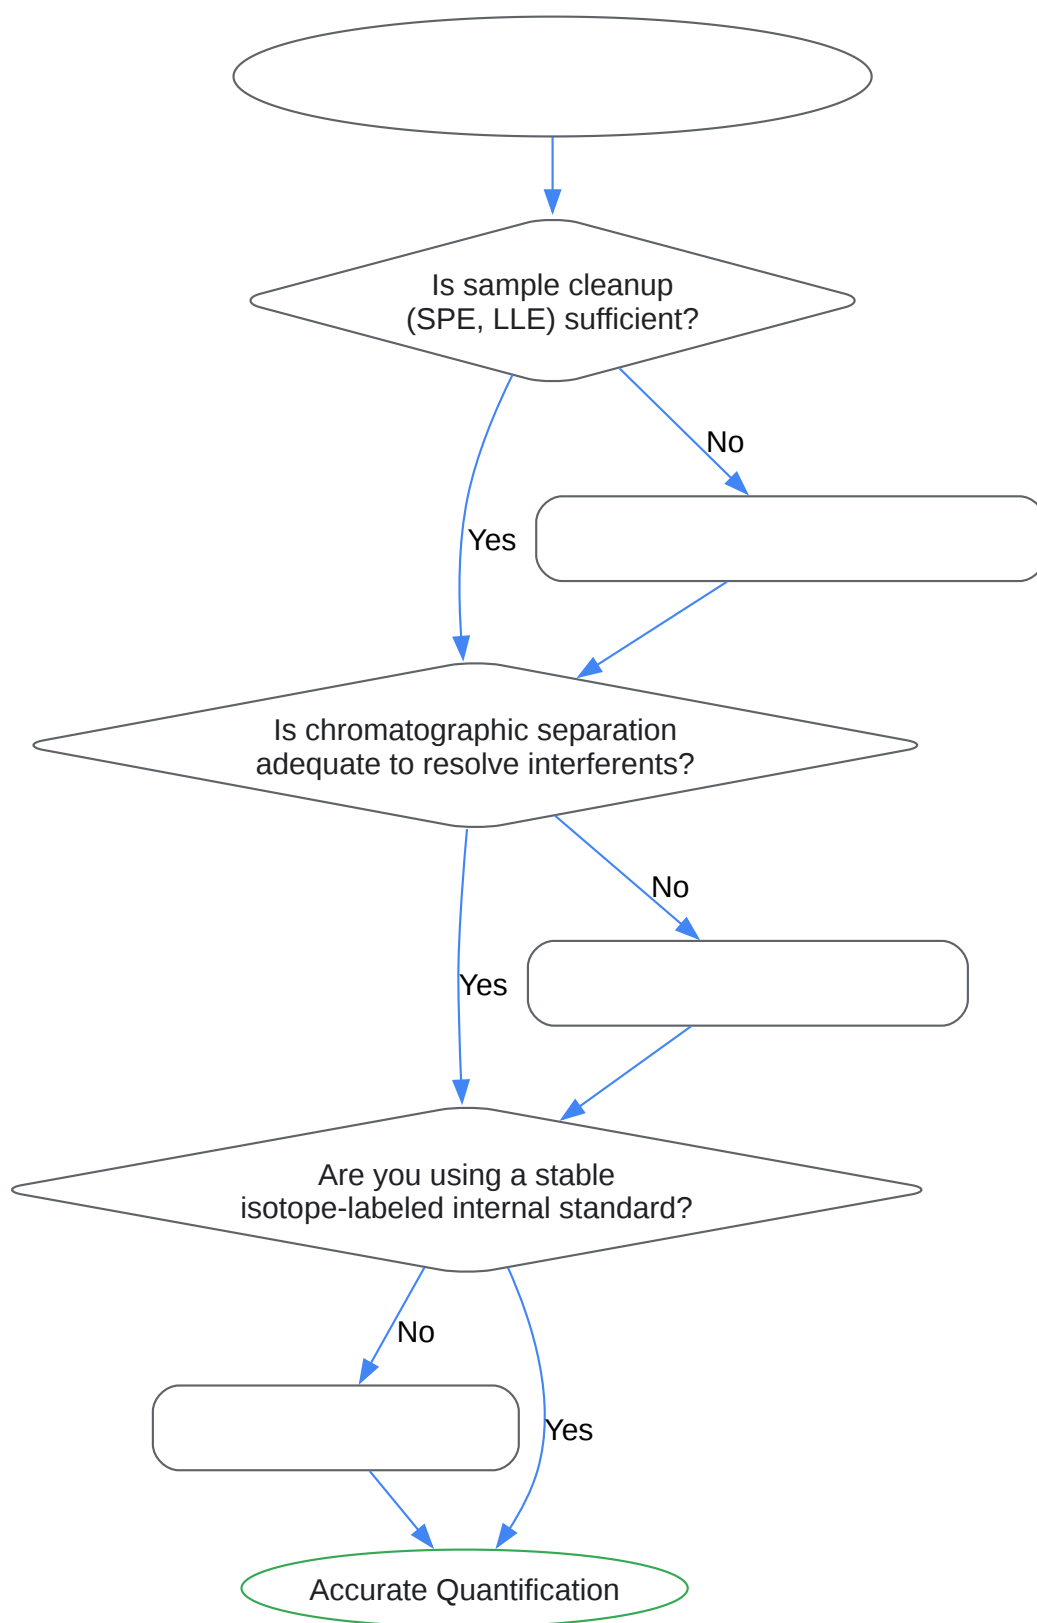 Is sample cleanup
(SPE, LLE) sufficient?
No
Yes
Is chromatographic separation
adequate to resolve interferents?
No
Yes
Are you using a stable
isotope-labeled internal standard?
No
Yes
Accurate Quantification